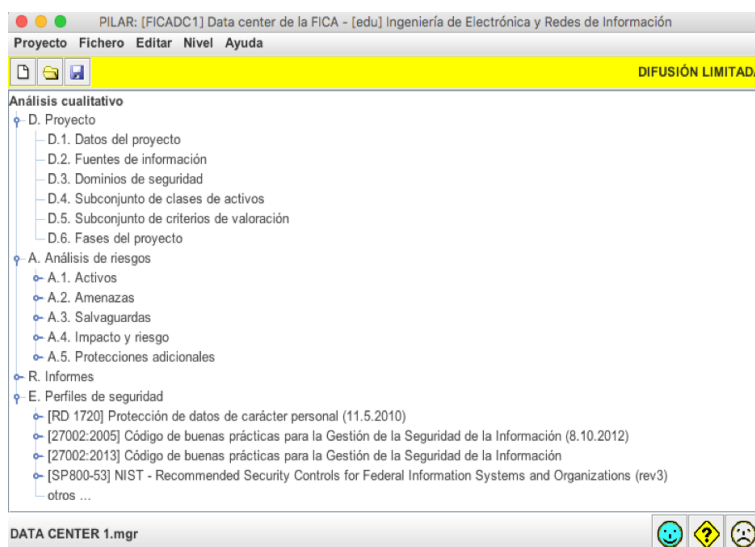 PILAR: [FICADC1] Data center de la FICA - [edu] Ingeniería de Electrónica y Redes de Información
Proyecto Fichero Editar Nivel Ayuda
DIFUSIÓN LIMITADA
Análisis cualitativo
D. Proyecto
D.1. Datos del proyecto
D.2. Fuentes de información
D.3. Dominios de seguridad
D.4. Subconjunto de clases de activos
D.5. Subconjunto de criterios de valoración
D.6. Fases del proyecto
A. Análisis de riesgos
A.1. Activos
A.2. Amenazas
A.3. Salvaguardas
A.4. Impacto y riesgo
A.5. Protecciones adicionales
R. Informes
E. Perfiles de seguridad
[RD 1720] Protección de datos de carácter personal (11.5.2010)
[27002:2005] Código de buenas prácticas para la Gestión de la Seguridad de la Información (8.10.2012)
[27002:2013] Código de buenas prácticas para la Gestión de la Seguridad de la Información
[SP800-53] NIST - Recommended Security Controls for Federal Information Systems and Organizations (rev3)
otros ...
DATA CENTER 1.mgr
?